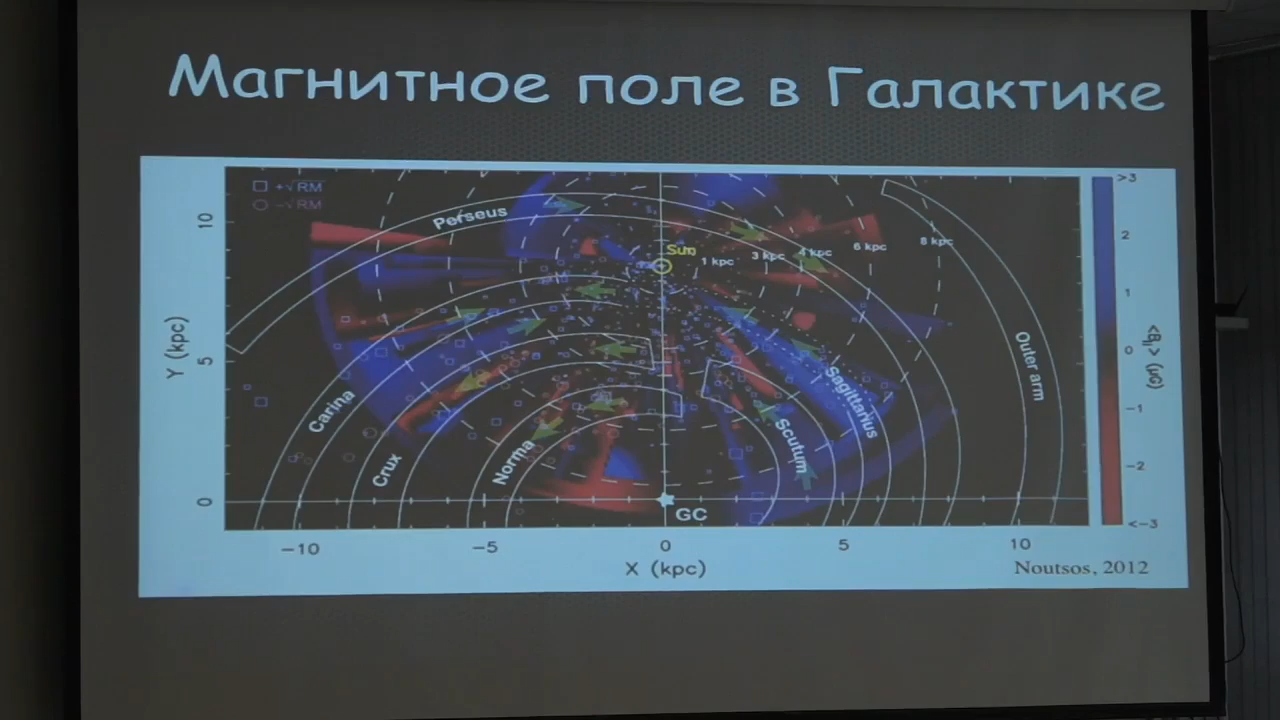 Магнитное поле в Галактике
+√RM
−√RM
Perseus
Sun
1 kpc
3 kpc
4 kpc
6 kpc
8 kpc
Outer arm
Carina
Crux
Norma
Scutum
Sagittarius
GC
10
5
0
Y (kpc)
−10
−5
0
5
10
X (kpc)
>3
2
1
0
−1
−2
<−3
<B∥> (μG)
Noutsos, 2012